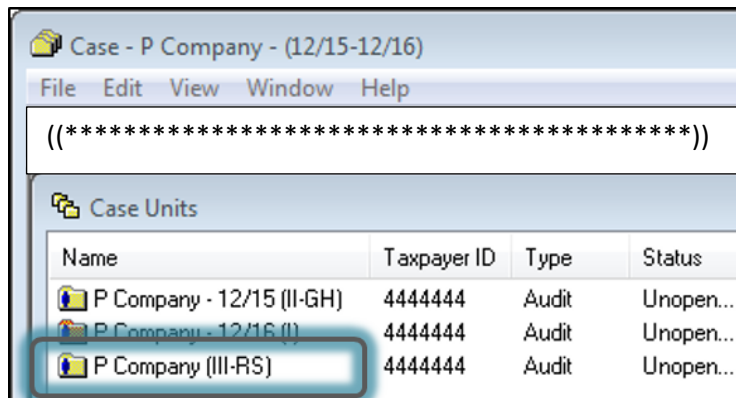 Case - P Company - (12/15-12/16)
File Edit View Window Help
((*******************************************))
Case Units
Name Taxpayer ID Type Status
P Company - 12/15 (II-GH) 4444444 Audit Unopen...
P Company - 12/16 (I) 4444444 Audit Unopen...
P Company (III-RS) 4444444 Audit Unopen...